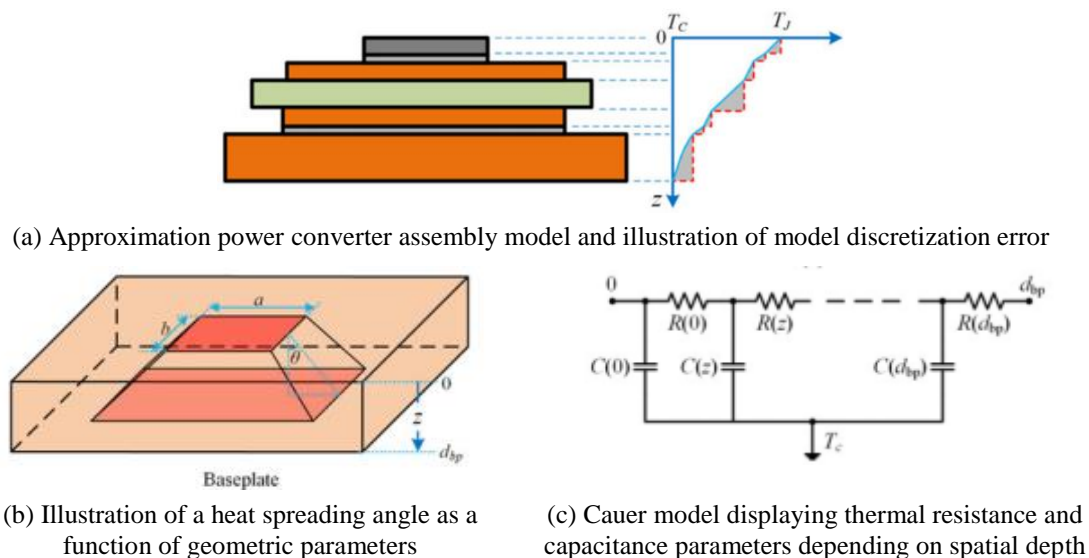 0
T_C
T_J
z
(a) Approximation power converter assembly model and illustration of model discretization error
a
b
θ
0
z
d_bp
Baseplate
0
d_bp
R(0)
R(z)
R(d_bp)
C(0)
C(z)
C(d_bp)
T_c
(b) Illustration of a heat spreading angle as a
function of geometric parameters
(c) Cauer model displaying thermal resistance and
capacitance parameters depending on spatial depth